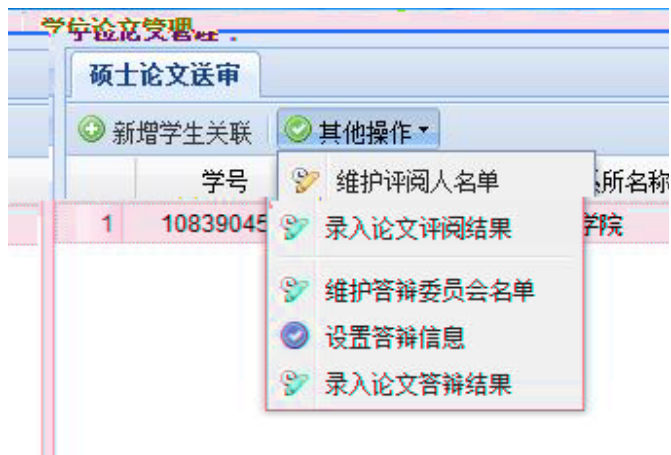 学位论文管理
硕士论文送审
新增学生关联 其他操作
学号 所名称
维护评阅人名单
1 10839045 学院
录入论文评阅结果
维护答辩委员会名单
设置答辩信息
录入论文答辩结果